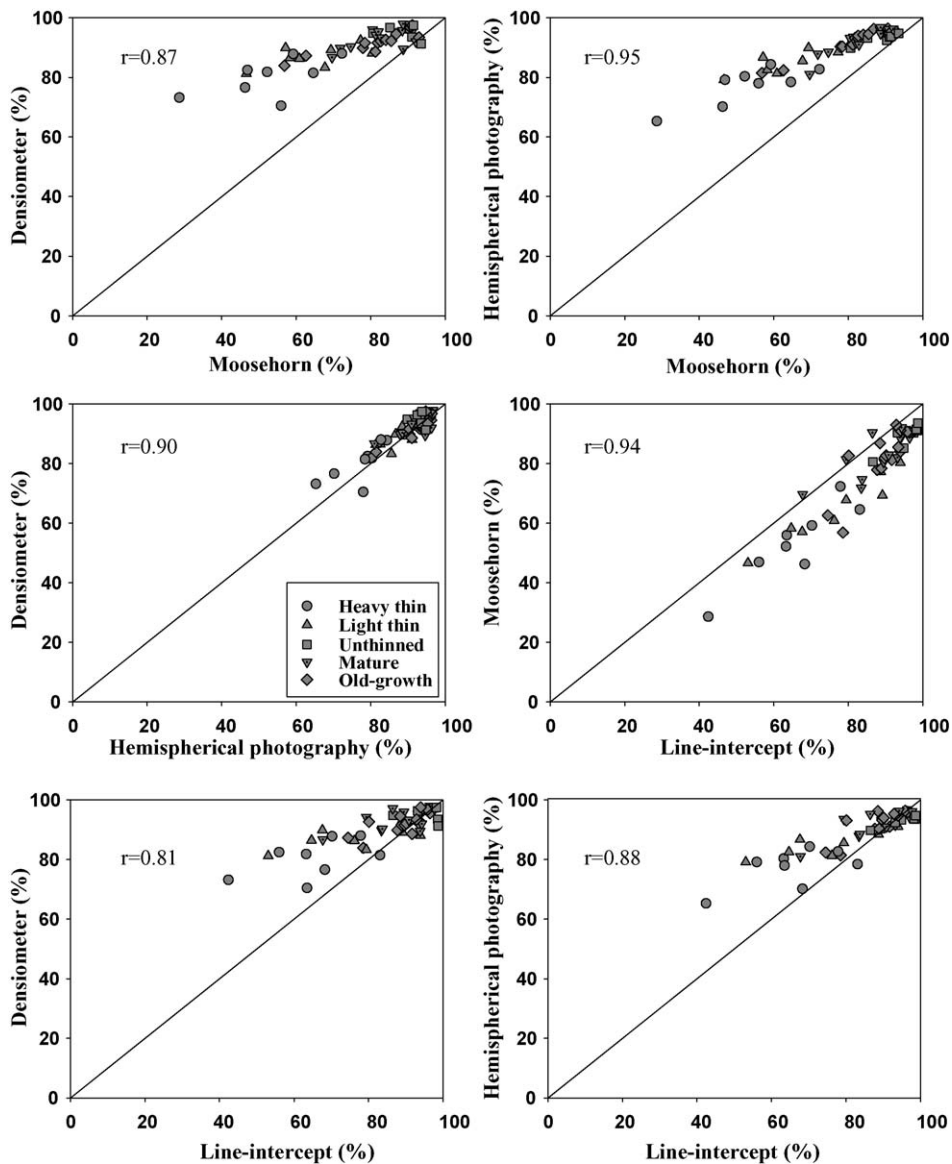 100
80
60
40
20
0
Densiometer (%)
r=0.87
0 20 40 60 80 100
Moosehorn (%)
100
80
60
40
20
0
Hemispherical photography (%)
r=0.95
0 20 40 60 80 100
Moosehorn (%)
100
80
60
40
20
0
Densiometer (%)
r=0.90
Heavy thin
Light thin
Unthinned
Mature
Old-growth
0 20 40 60 80 100
Hemispherical photography (%)
100
80
60
40
20
0
Moosehorn (%)
r=0.94
0 20 40 60 80 100
Line-intercept (%)
100
80
60
40
20
0
Densiometer (%)
r=0.81
0 20 40 60 80 100
Line-intercept (%)
100
80
60
40
20
0
Hemispherical photography (%)
r=0.88
0 20 40 60 80 100
Line-intercept (%)